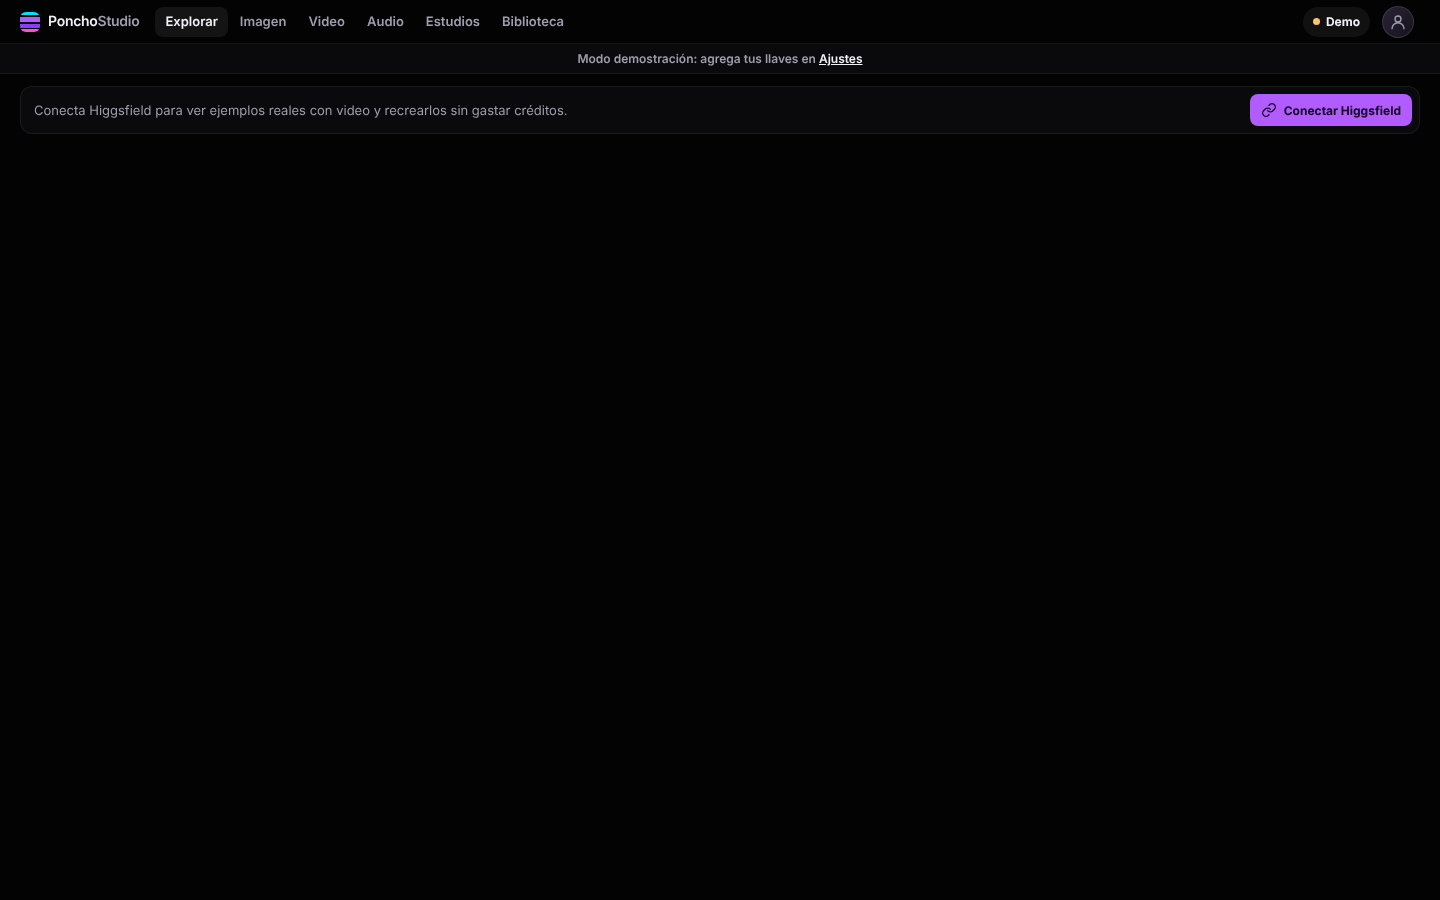 PonchoStudio Explorar Imagen Video Audio Estudios Biblioteca Demo
Modo demostración: agrega tus llaves en Ajustes
Conecta Higgsfield para ver ejemplos reales con video y recrearlos sin gastar créditos. Conectar Higgsfield